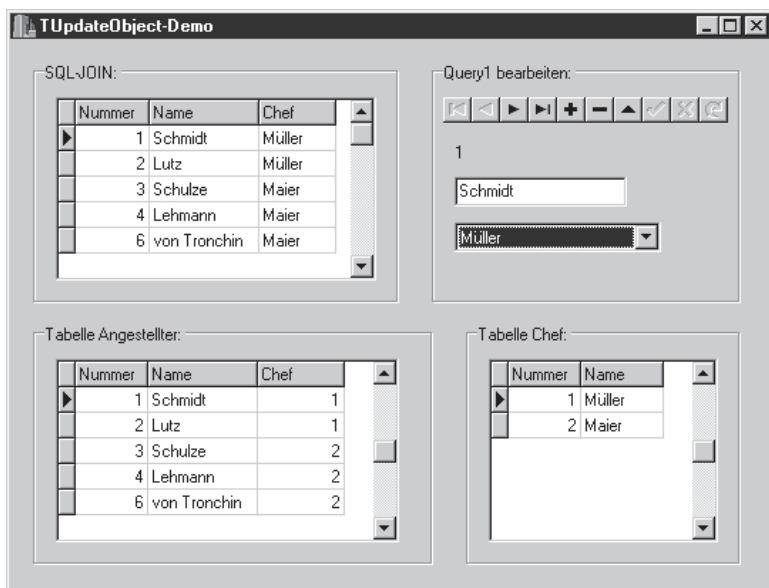 TUpdateObject-Demo
SQL-JOIN:
Nummer Name Chef
1 Schmidt Müller
2 Lutz Müller
3 Schulze Maier
4 Lehmann Maier
6 von Tronchin Maier
Query1 bearbeiten:
1
Schmidt
Müller
Tabelle Angestellter:
Nummer Name Chef
1 Schmidt 1
2 Lutz 1
3 Schulze 2
4 Lehmann 2
6 von Tronchin 2
Tabelle Chef:
Nummer Name
1 Müller
2 Maier